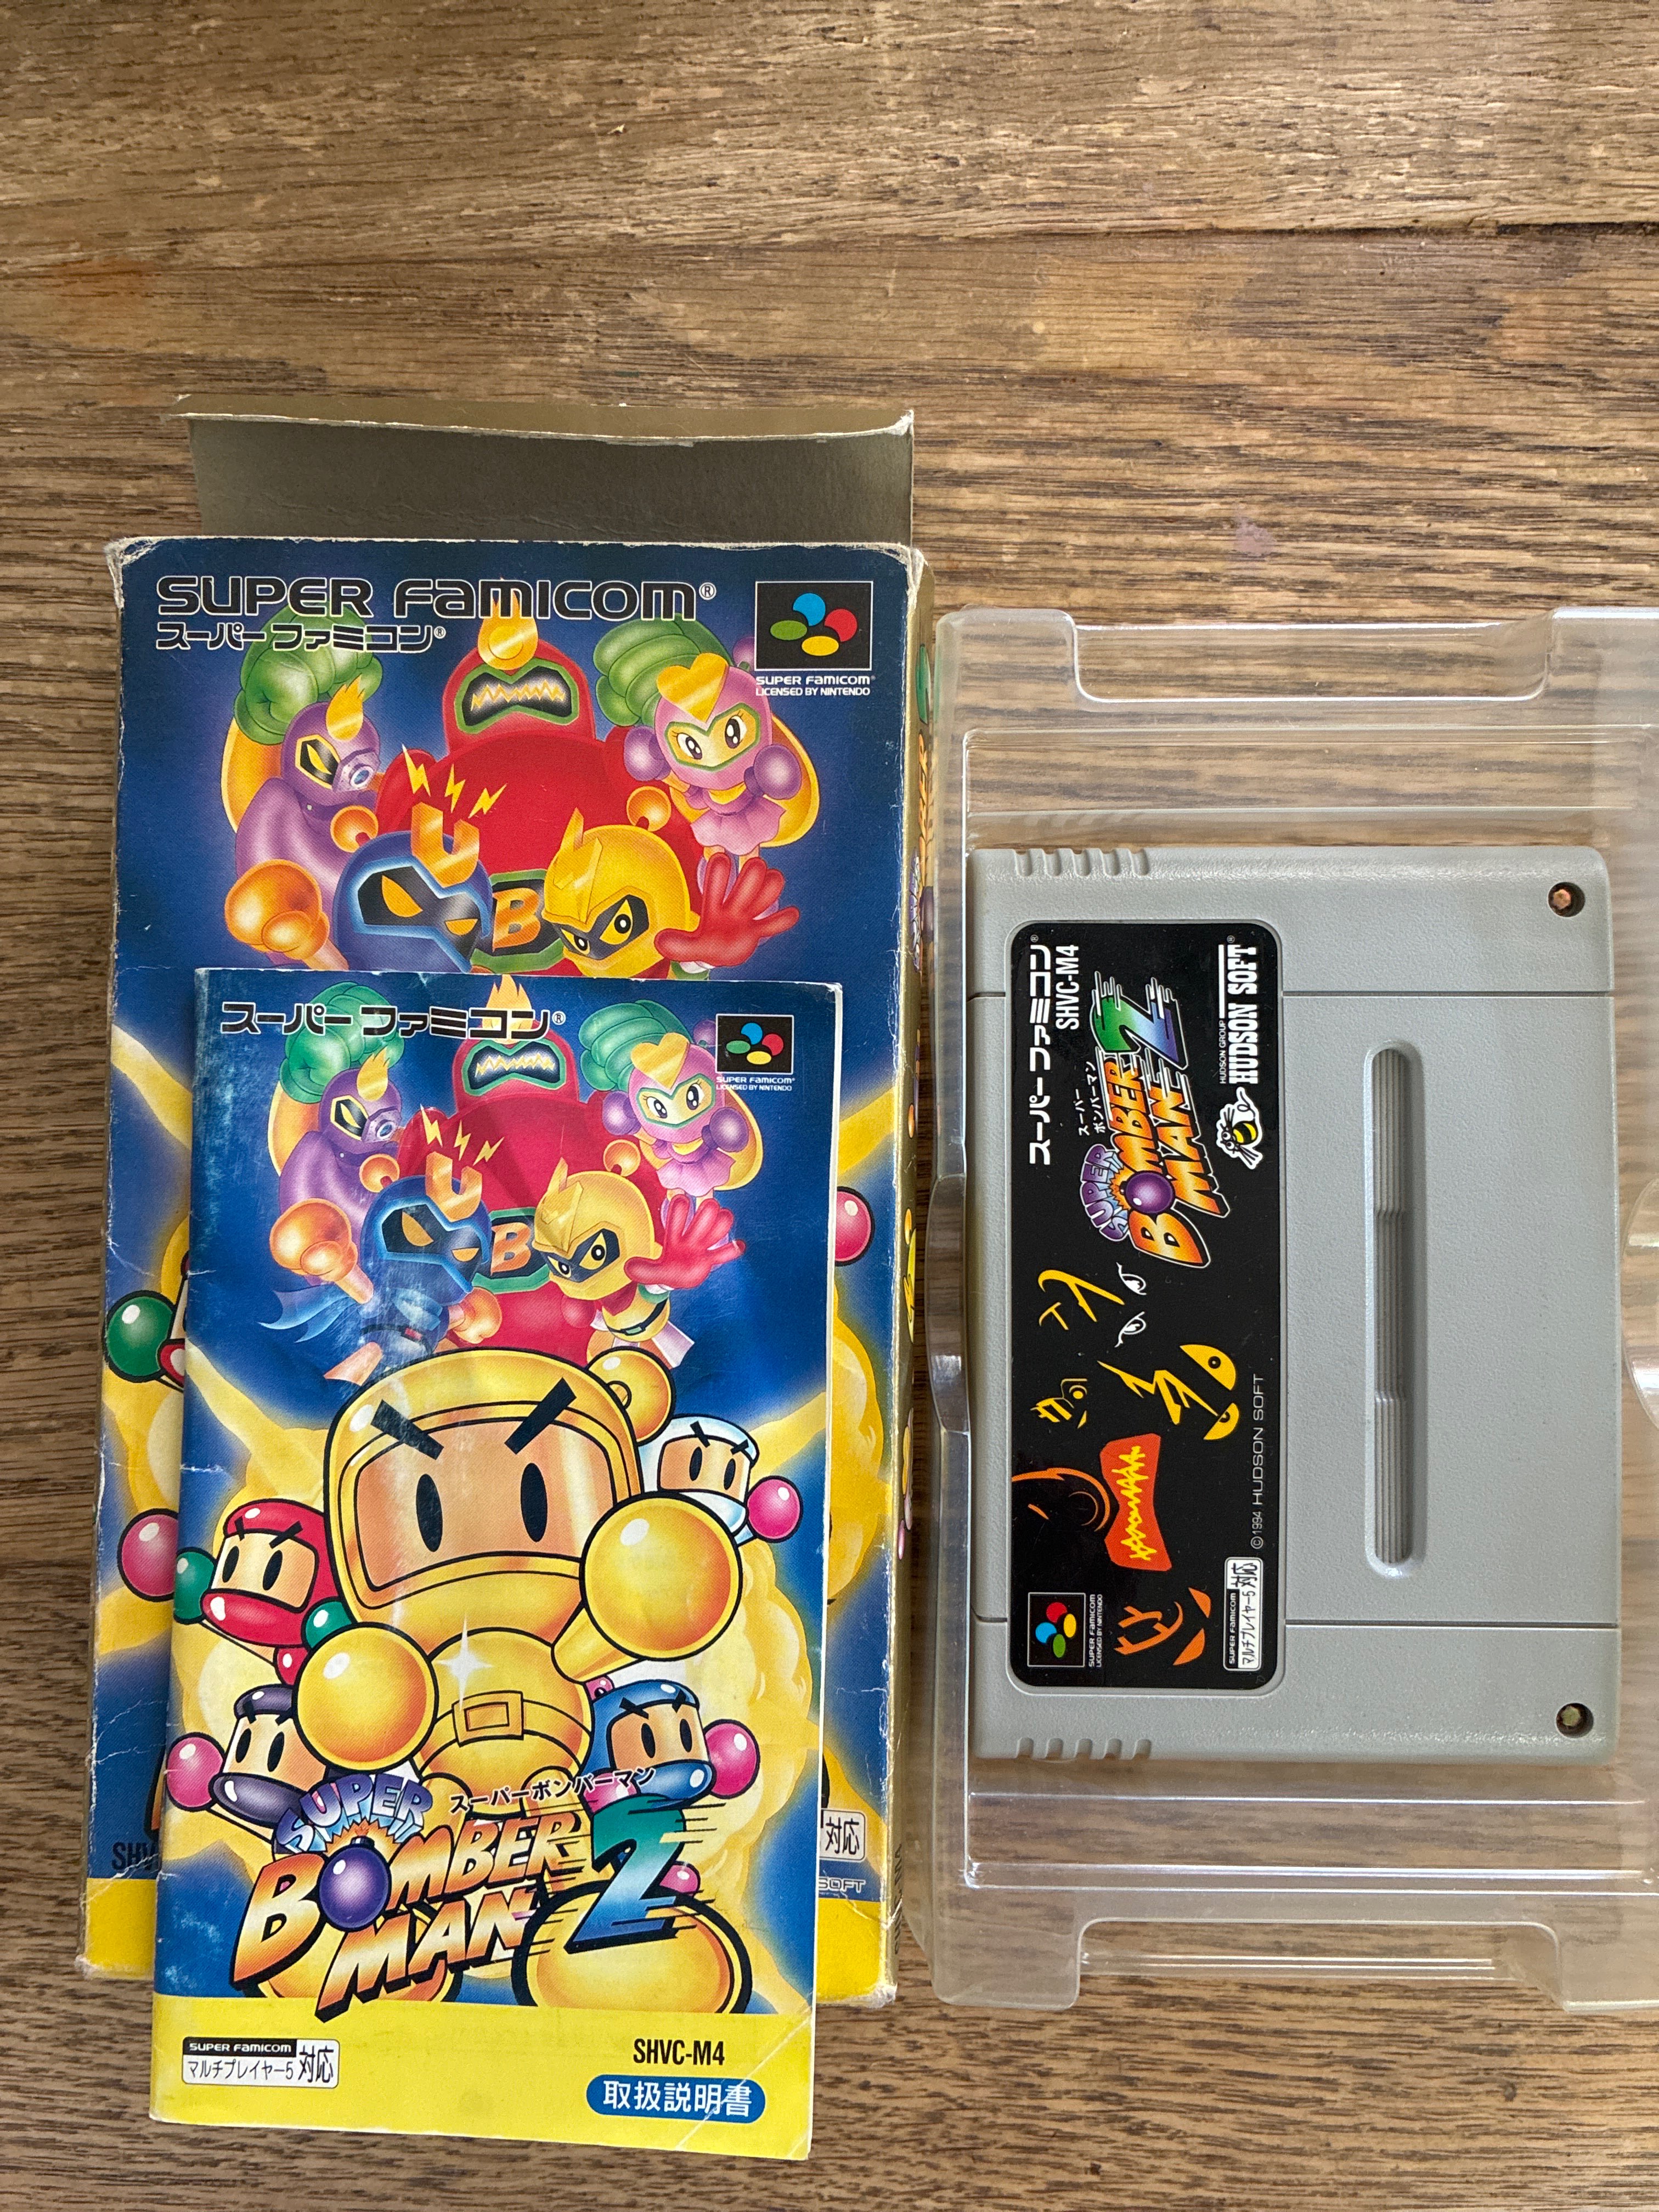 SUPER FAMICOM®
スーパーファミコン®
SUPER FAMICOM®
LICENSED BY NINTENDO
B
SHV
対応
SOFT
スーパーファミコン®
SUPER FAMICOM®
LICENSED BY NINTENDO
B
スーパーボンバーマン
SUPER
BOMBER
MAN 2
SUPER FAMICOM
マルチプレイヤー5 対応
SHVC-M4
取扱説明書
スーパーファミコン®
SHVC-M4
スーパー
ボンバーマン
SUPER
BOMBER
MAN 2
HUDSON GROUP
HUDSON SOFT®
©1994 HUDSON SOFT
SUPER FAMICOM
LICENSED BY NINTENDO
SUPER FAMICOM
マルチプレイヤー5 対応